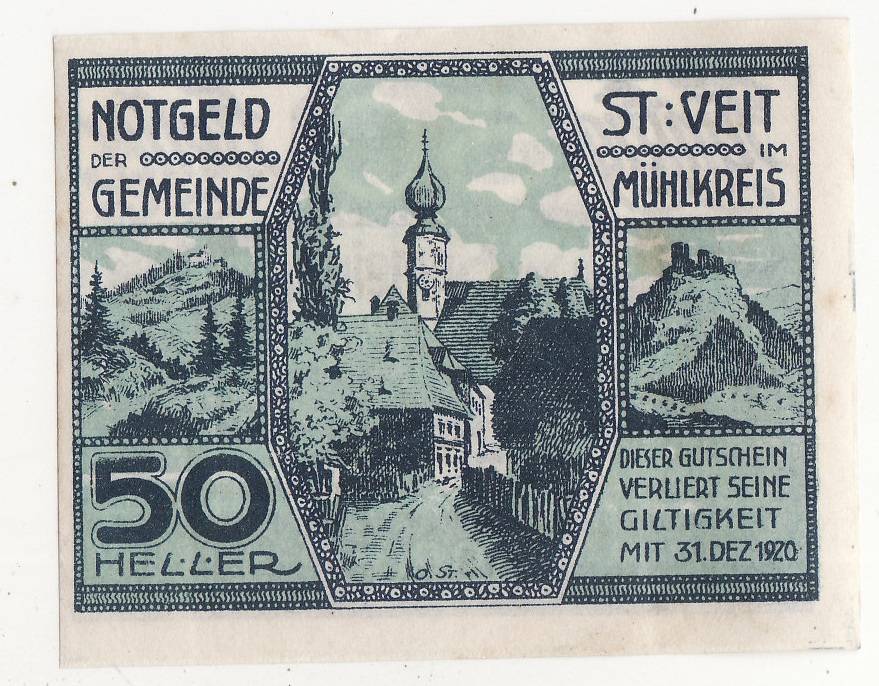 NOTGELD
DER
GEMEINDE
ST: VEIT
IM
MÜHLKREIS
50
HELLER
DIESER GUTSCHEIN
VERLIERT SEINE
GILTIGKEIT
MIT 31. DEZ 1920